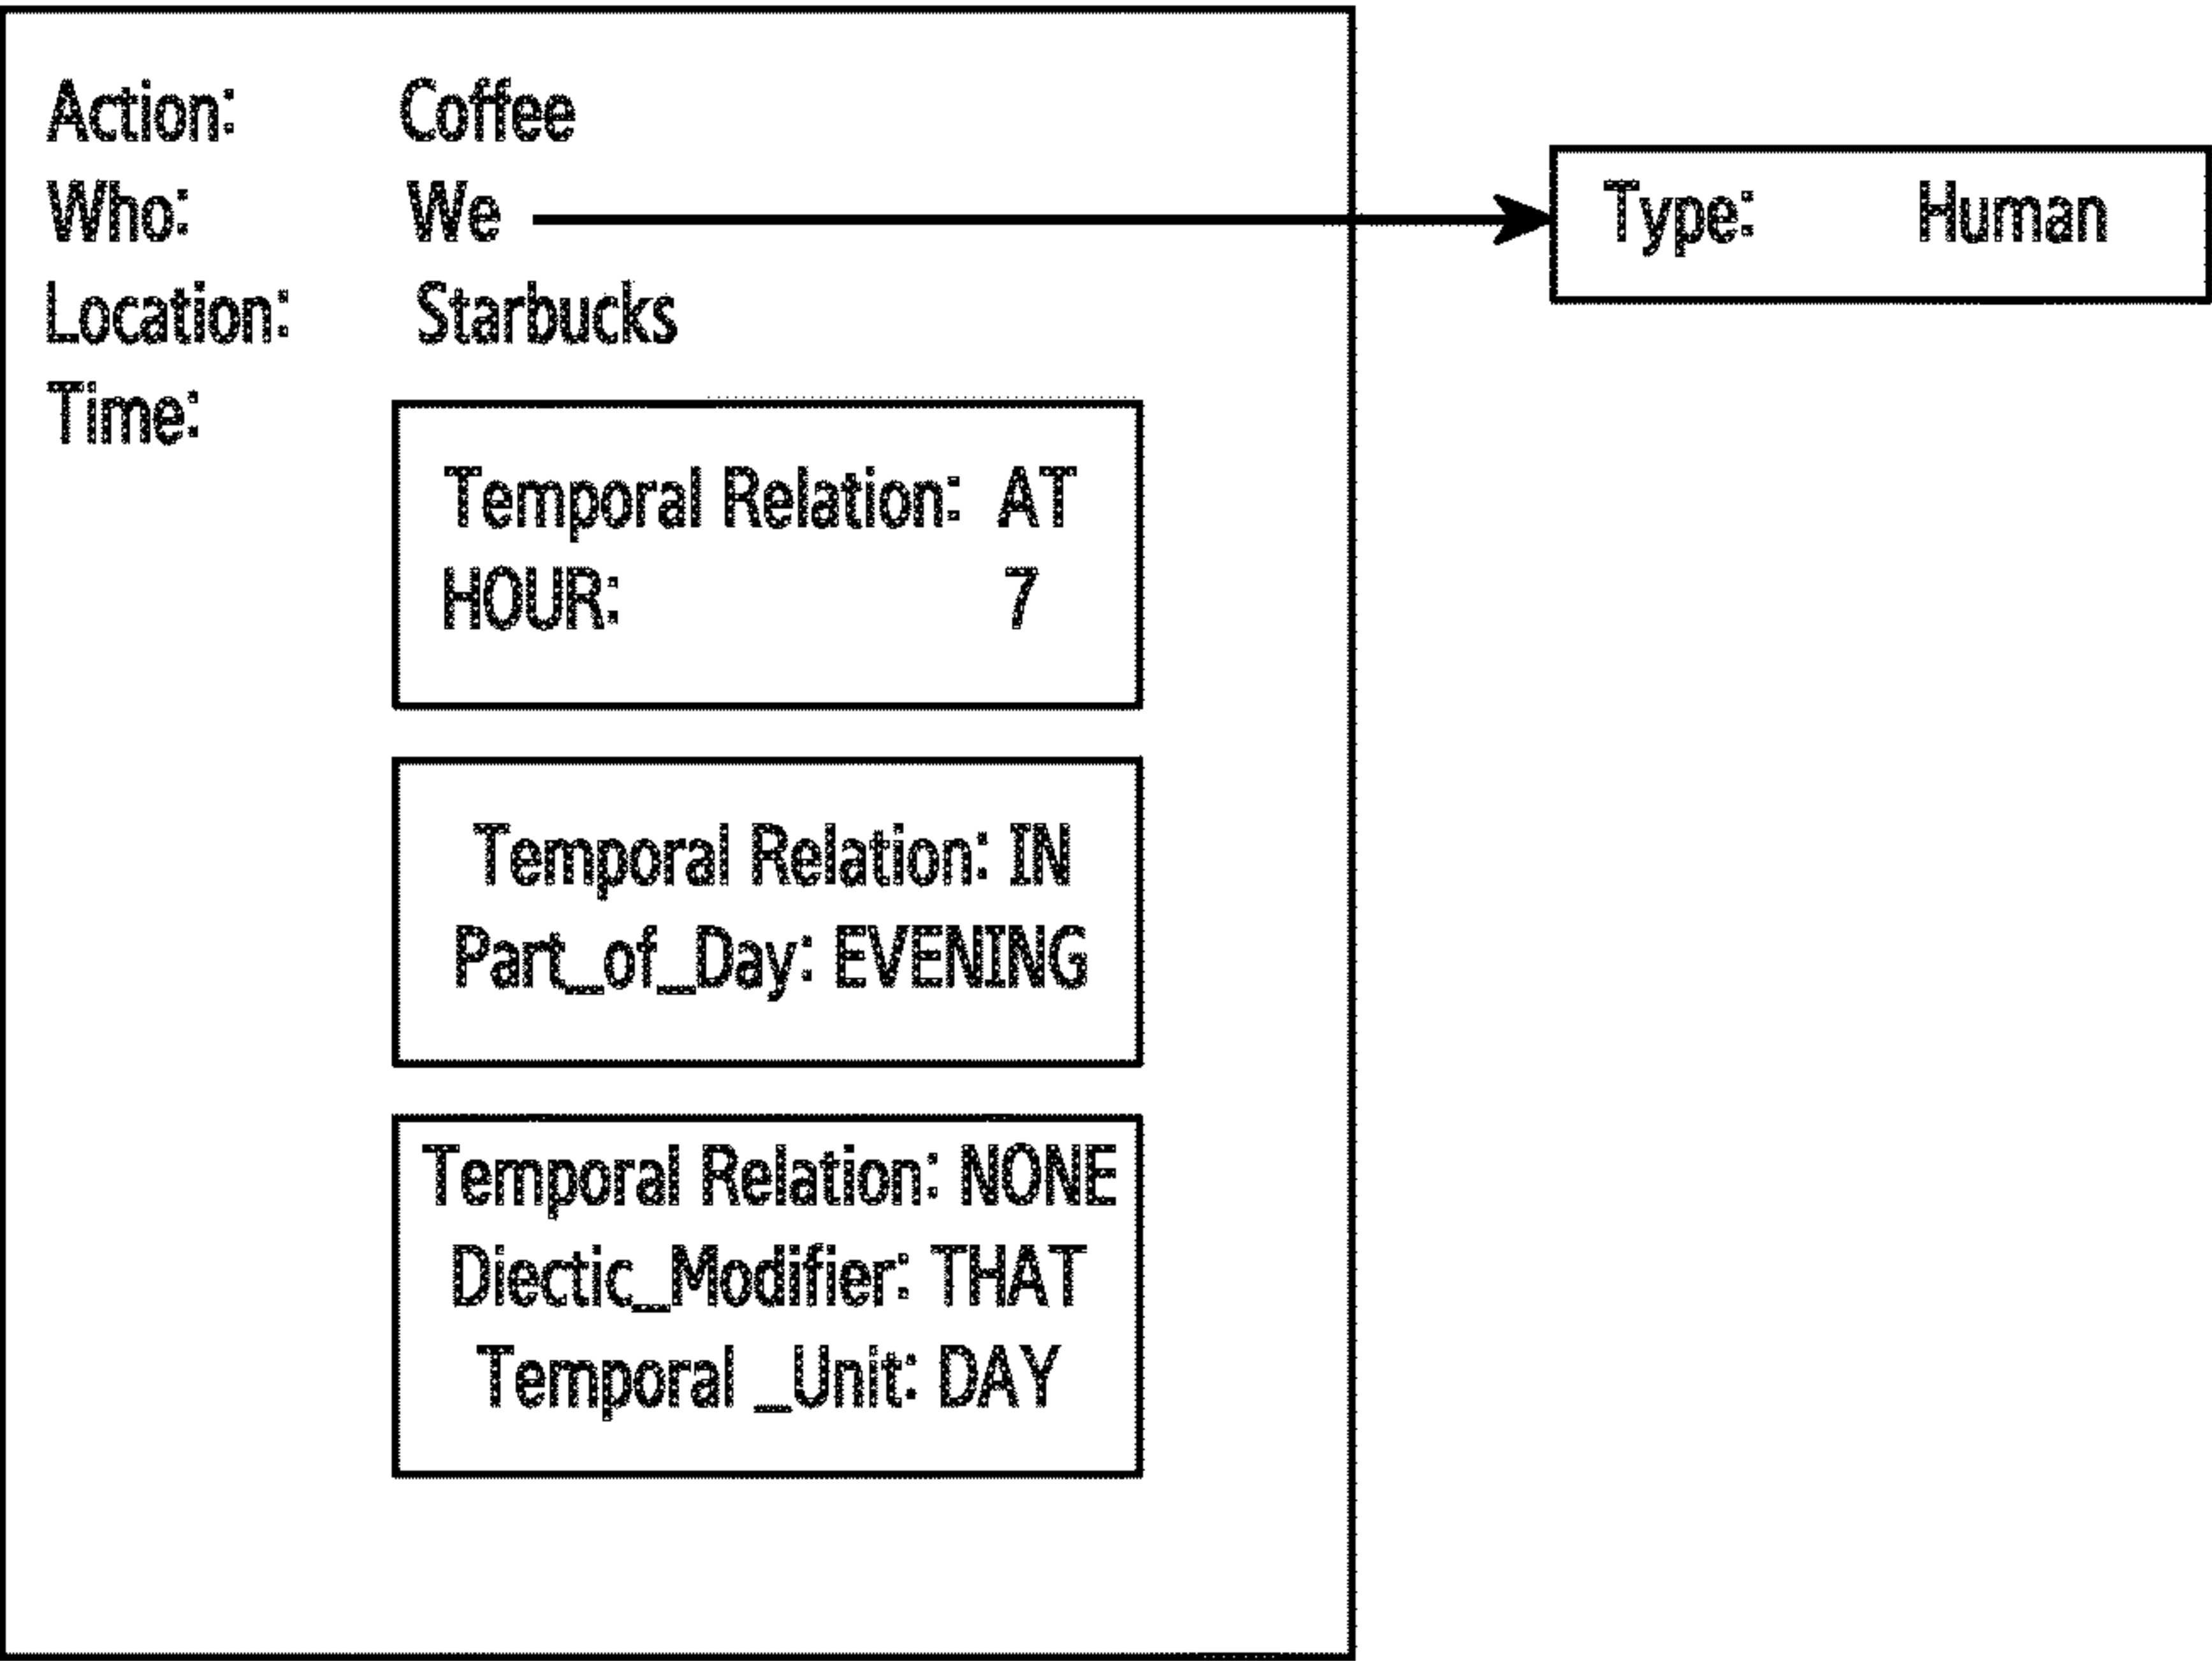 Action: Coffee
Who: We
Type: Human
Location: Starbucks
Time:
Temporal Relation: AT
HOUR: 7
Temporal Relation: IN
Part_of_Day: EVENING
Temporal Relation: NONE
Diectic_Modifier: THAT
Temporal _Unit: DAY